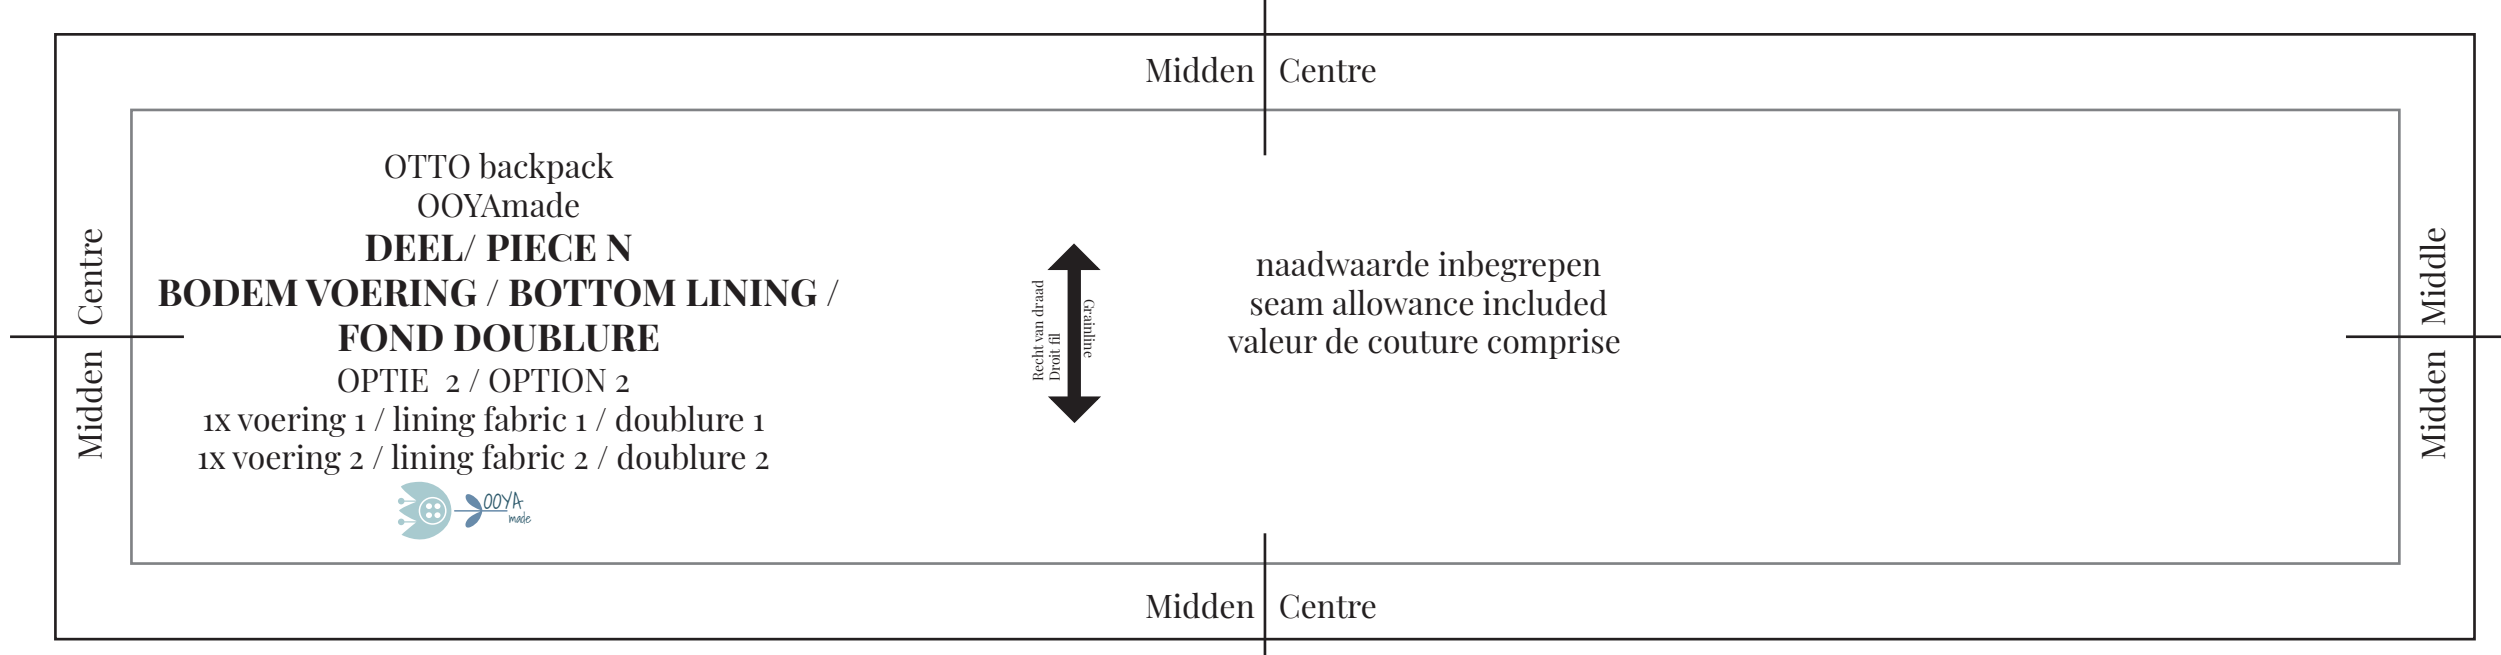 Midden Centre
OTTO backpack
OOYAmade
DEEL/ PIECE N
BODEM VOERING / BOTTOM LINING /
FOND DOUBLURE
OPTIE 2 / OPTION 2
1x voering 1 / lining fabric 1 / doublure 1
1x voering 2 / lining fabric 2 / doublure 2
OOYA
made
Midden Centre
Recht van draad
Droit fil
Grainline
naadwaarde inbegrepen
seam allowance included
valeur de couture comprise
Midden Middle
Midden Centre